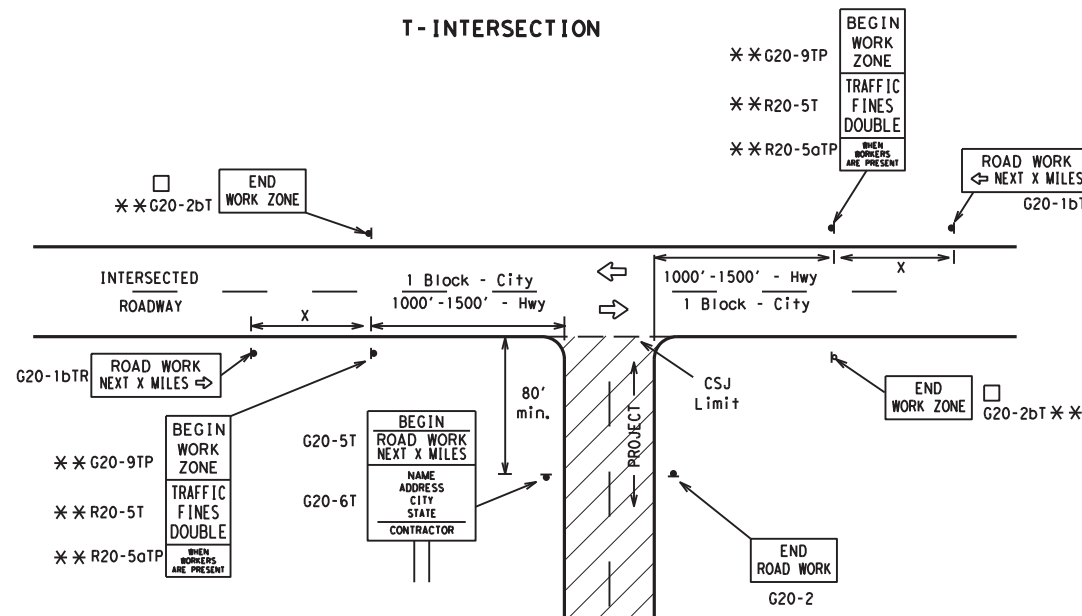 T-INTERSECTION
**G20-9TP
BEGIN
WORK
ZONE
**R20-5T
TRAFFIC
FINES
DOUBLE
**R20-5aTP
WHEN
WORKERS
ARE PRESENT
ROAD WORK
⇦ NEXT X MILES
G20-1bT
□
**G20-2bT
END
WORK ZONE
INTERSECTED
ROADWAY
1 Block - City
1000'-1500' - Hwy
1000'-1500' - Hwy
1 Block - City
X
X
G20-1bTR
ROAD WORK
NEXT X MILES ⇨
80'
min.
CSJ
Limit
PROJECT
END
WORK ZONE
□
G20-2bT **
**G20-9TP
BEGIN
WORK
ZONE
**R20-5T
TRAFFIC
FINES
DOUBLE
**R20-5aTP
WHEN
WORKERS
ARE PRESENT
G20-5T
BEGIN
ROAD WORK
NEXT X MILES
G20-6T
NAME
ADDRESS
CITY
STATE
CONTRACTOR
END
ROAD WORK
G20-2